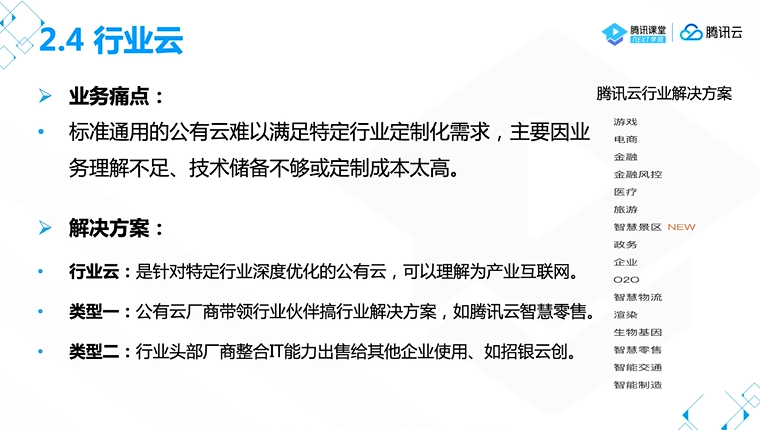 2.4 行业云
腾讯课堂
NEXT学院
腾讯云
业务痛点：
标准通用的公有云难以满足特定行业定制化需求，主要因业
务理解不足、技术储备不够或定制成本太高。
解决方案：
行业云：是针对特定行业深度优化的公有云，可以理解为产业互联网。
类型一：公有云厂商带领行业伙伴搞行业解决方案，如腾讯云智慧零售。
类型二：行业头部厂商整合IT能力出售给其他企业使用、如招银云创。
腾讯云行业解决方案
游戏
电商
金融
金融风控
医疗
旅游
智慧景区 NEW
政务
企业
O2O
智慧物流
渲染
生物基因
智慧零售
智能交通
智能制造